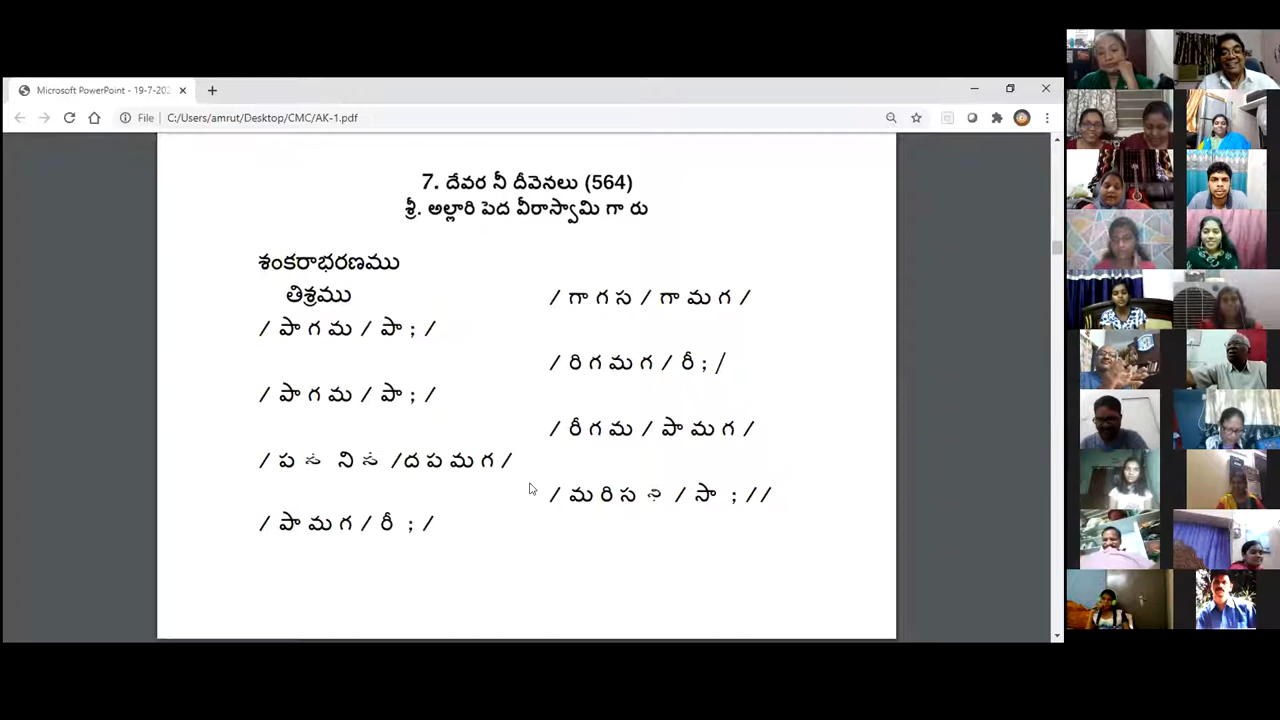 Microsoft PowerPoint - 19-7-202
File
C:/Users/amrut/Desktop/CMC/AK-1.pdf
7. దేవర నీ దీవెనలు (564)
శ్రీ. అల్లారి పెద వీరాస్వామి గా రు
శంకరాభరణము
తిశ్రము
/ పా గ మ / పా ; /
/ పా గ మ / పా ; /
/ ప స ని స /ద ప మ గ /
/ పా మ గ / రీ ; /
/ గా గ స / గా మ గ /
/ రి గ మ గ / రీ ; /
/ రీ గ మ / పా మ గ /
/ మ రి స ని / సా ; / /